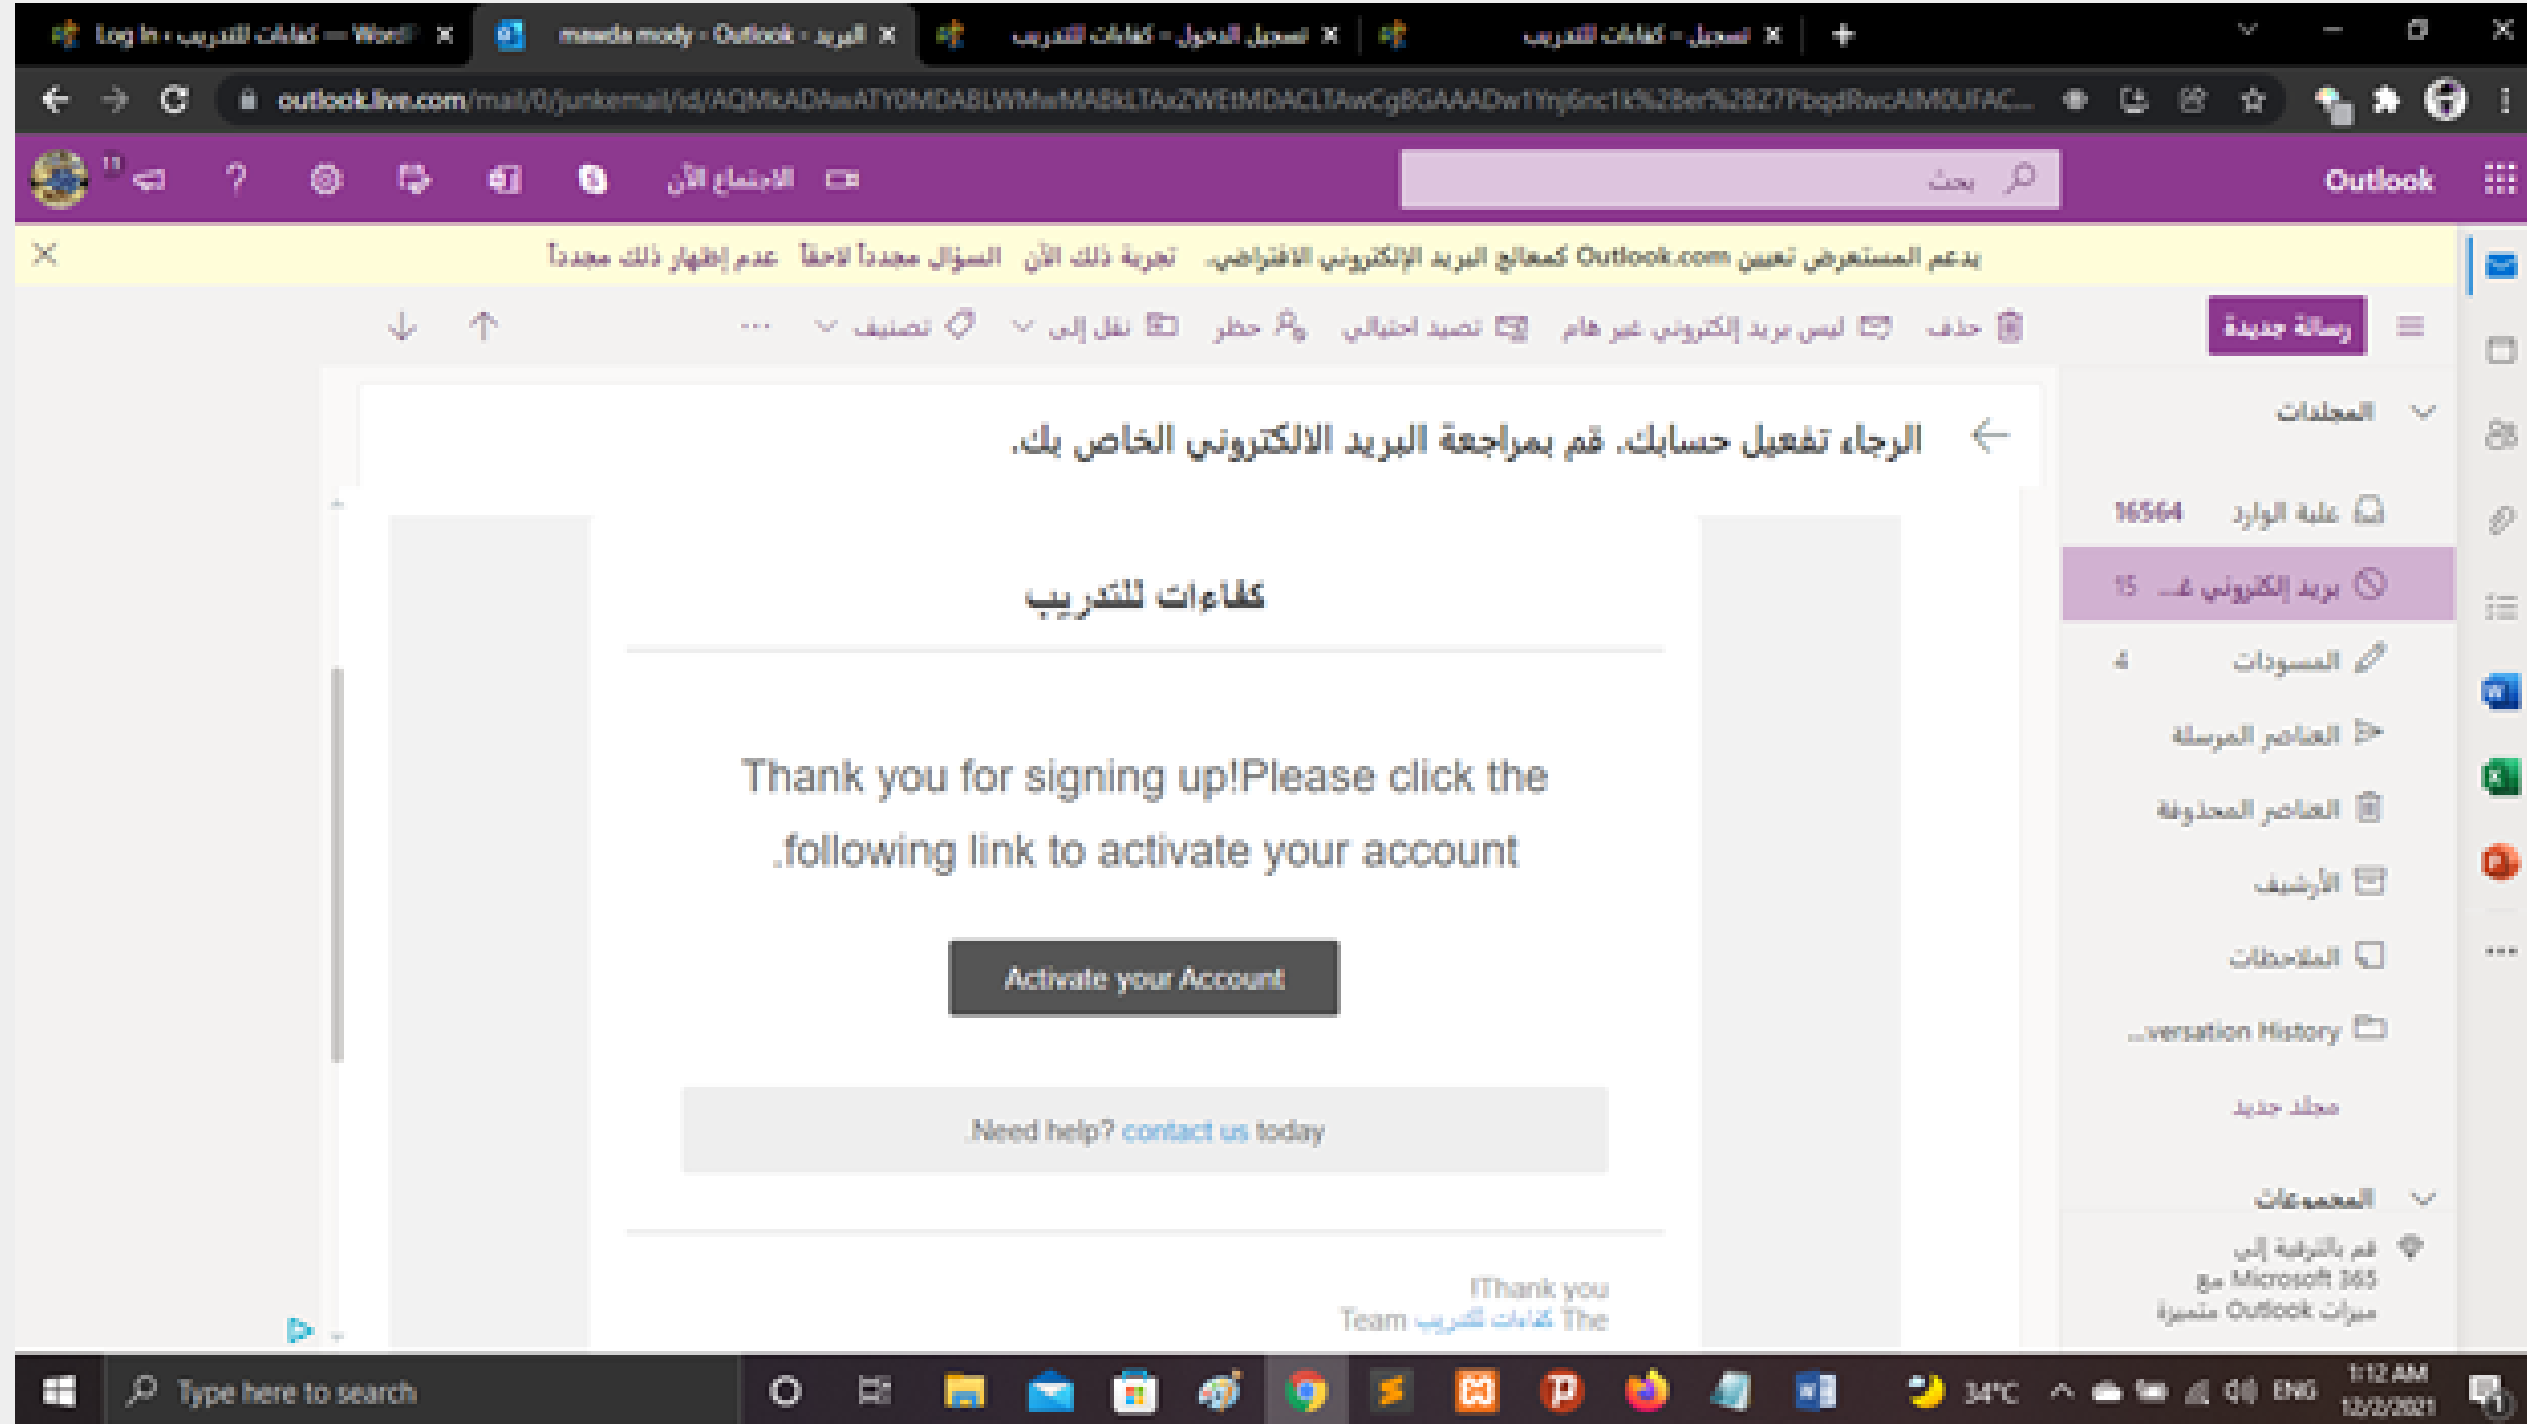 Log In ‹ كفاءات للتدريب — Word
mawda mody - Outlook - البريد
تسجيل الدخول – كفاءات للتدريب
تسجيل – كفاءات للتدريب
outlook.live.com/mail/0/junkemail/id/
Outlook
بحث
الاجتماع الآن
11
يدعم المستعرض تعيين Outlook.com كمعالج البريد الإلكتروني الافتراضي. تجربة ذلك الآن السؤال مجدداً لاحقاً عدم إظهار ذلك مجدداً
رسالة جديدة
حذف ليس بريد إلكتروني غير هام تصيد احتيالي حظر نقل إلى تصنيف ...
المجلدات
علبة الوارد 16564
بريد إلكتروني غ... 15
المسودات 4
العناصر المرسلة
العناصر المحذوفة
الأرشيف
الملاحظات
...versation History
مجلد جديد
المجموعات
قم بالترقية إلى
Microsoft 365 مع
ميزات Outlook متميزة
الرجاء تفعيل حسابك. قم بمراجعة البريد الالكتروني الخاص بك.
كفاءات للتدريب
Thank you for signing up!Please click the
.following link to activate your account
Activate your Account
.Need help? contact us today
!Thank you
Team كفاءات للتدريب The
Type here to search
34°C
ENG
1:12 AM
12/2/2021